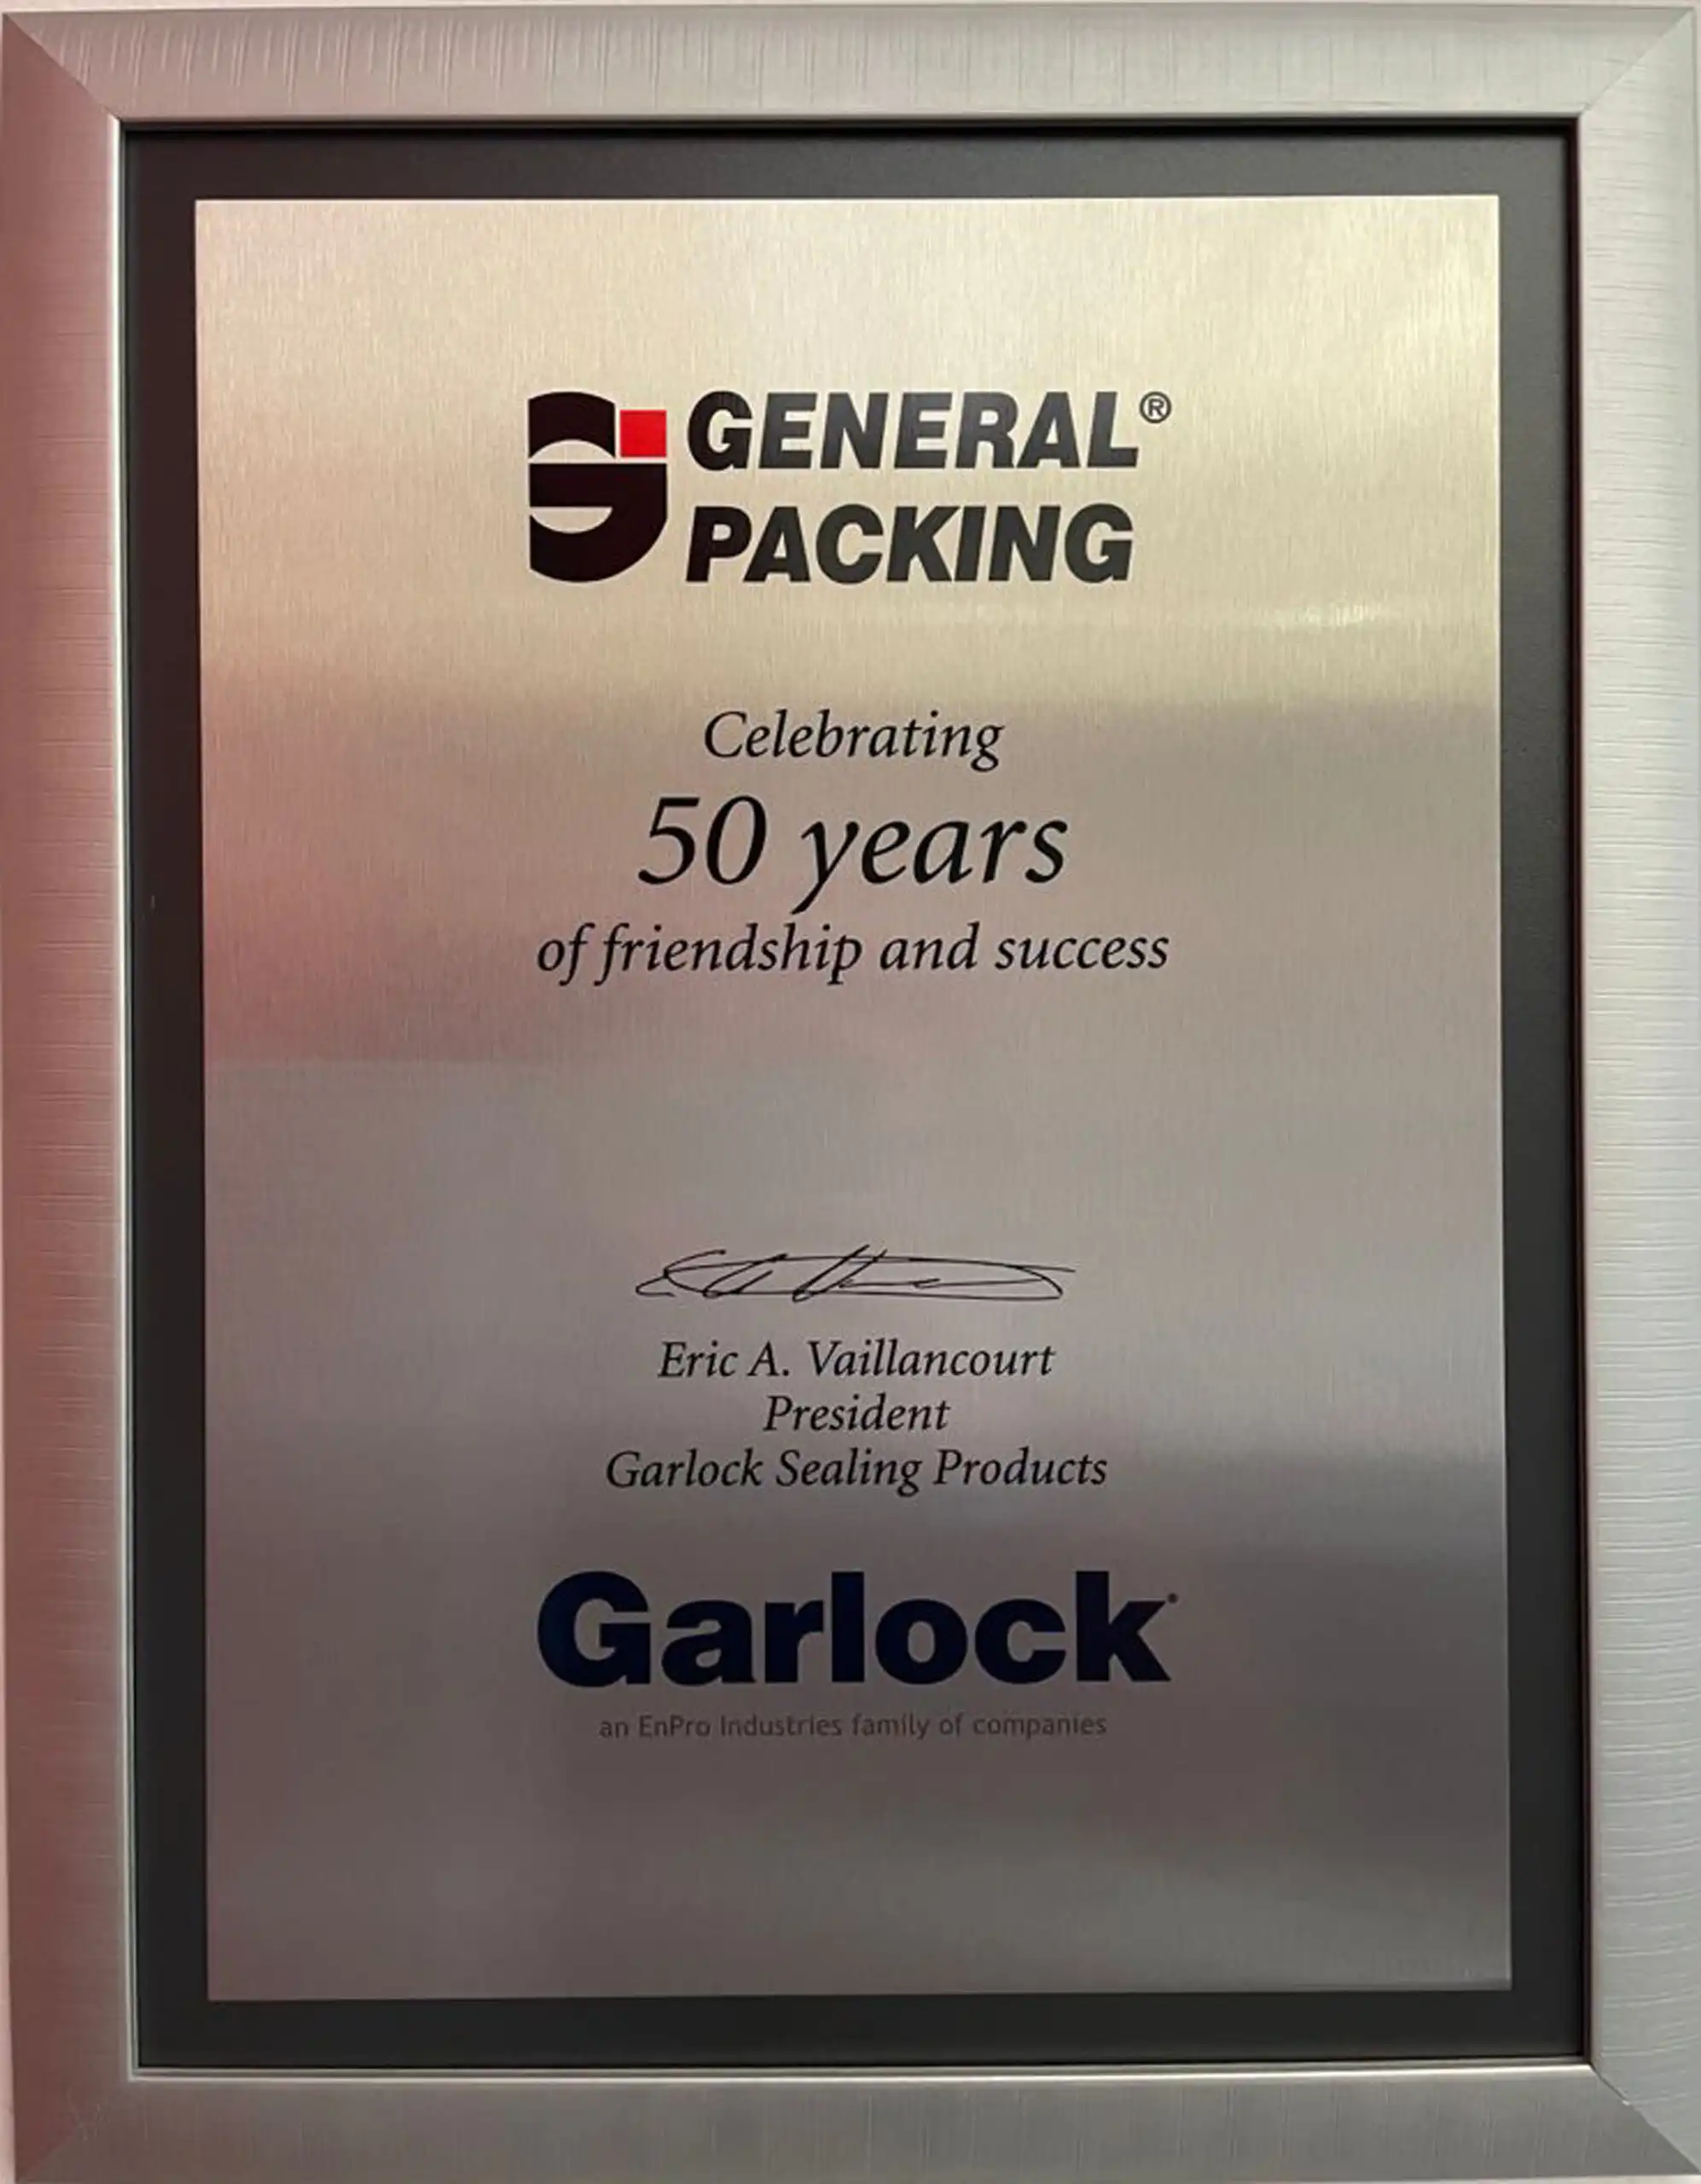 GENERAL®
PACKING
Celebrating
50 years
of friendship and success
Eric A. Vaillancourt
President
Garlock Sealing Products
Garlock
an EnPro Industries family of companies